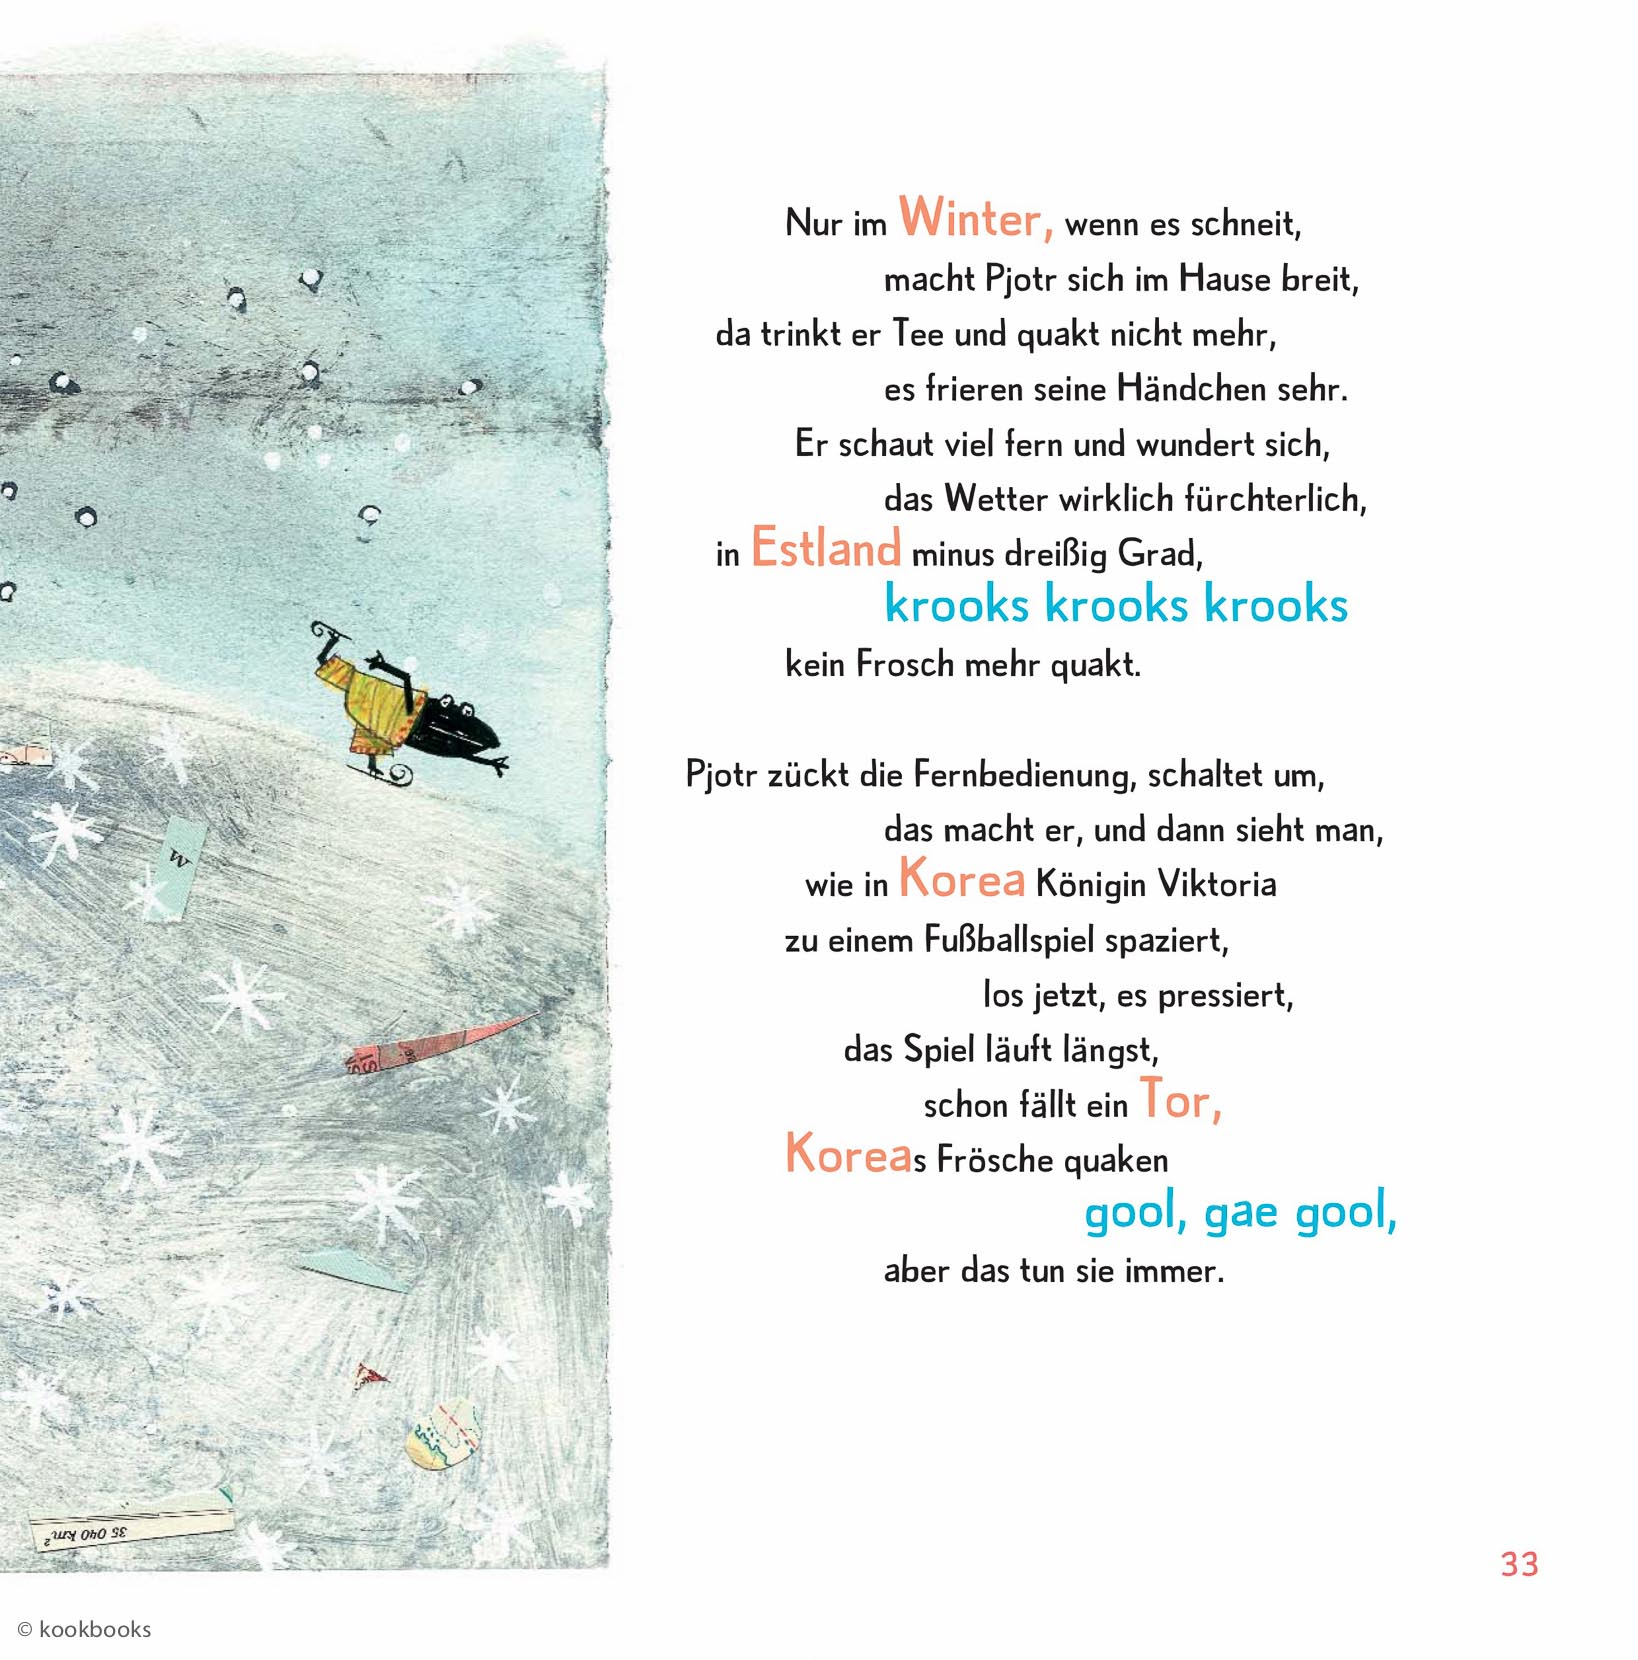 Nur im Winter, wenn es schneit,
macht Pjotr sich im Hause breit,
da trinkt er Tee und quakt nicht mehr,
es frieren seine Händchen sehr.
Er schaut viel fern und wundert sich,
das Wetter wirklich fürchterlich,
in Estland minus dreißig Grad,
krooks krooks krooks
kein Frosch mehr quakt.
Pjotr zückt die Fernbedienung, schaltet um,
das macht er, und dann sieht man,
wie in Korea Königin Viktoria
zu einem Fußballspiel spaziert,
los jetzt, es pressiert,
das Spiel läuft längst,
schon fällt ein Tor,
Koreas Frösche quaken
gool, gae gool,
aber das tun sie immer.
M
35 040 km²
33
© kookbooks